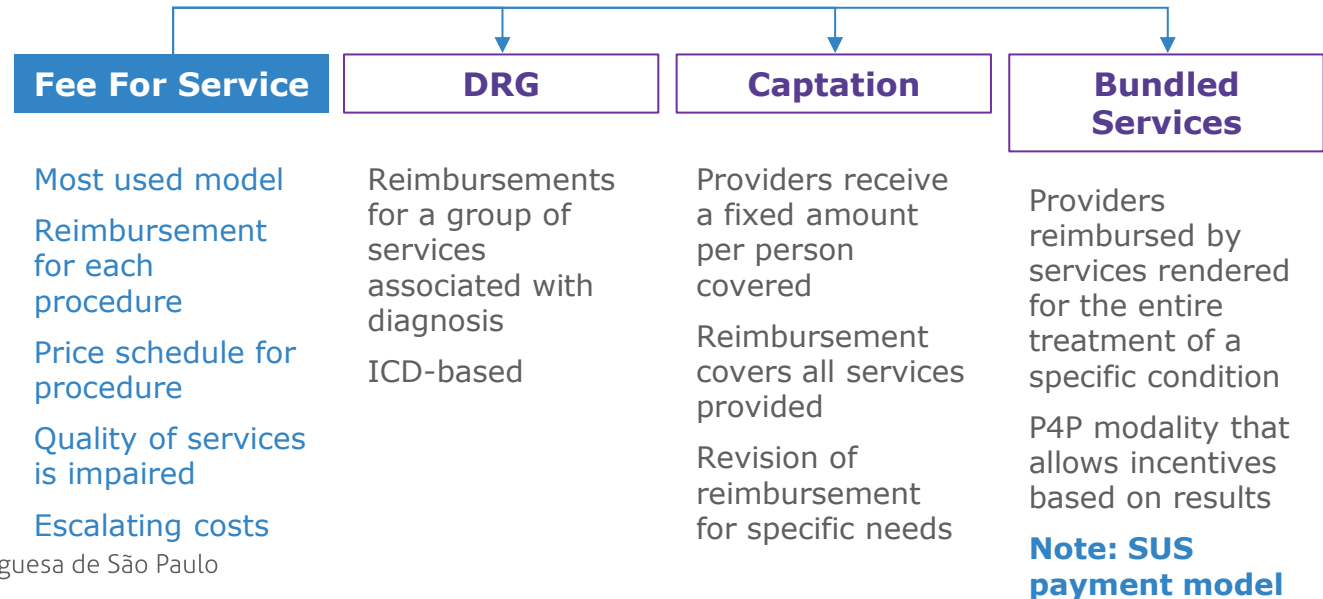 Fee For Service
Most used model
Reimbursement
for each
procedure
Price schedule for
procedure
Quality of services
is impaired
Escalating costs
DRG
Reimbursements
for a group of
services
associated with
diagnosis
ICD-based
Captation
Providers receive
a fixed amount
per person
covered
Reimbursement
covers all services
provided
Revision of
reimbursement
for specific needs
Bundled
Services
Providers
reimbursed by
services rendered
for the entire
treatment of a
specific condition
P4P modality that
allows incentives
based on results
Note: SUS
payment model
guesa de São Paulo